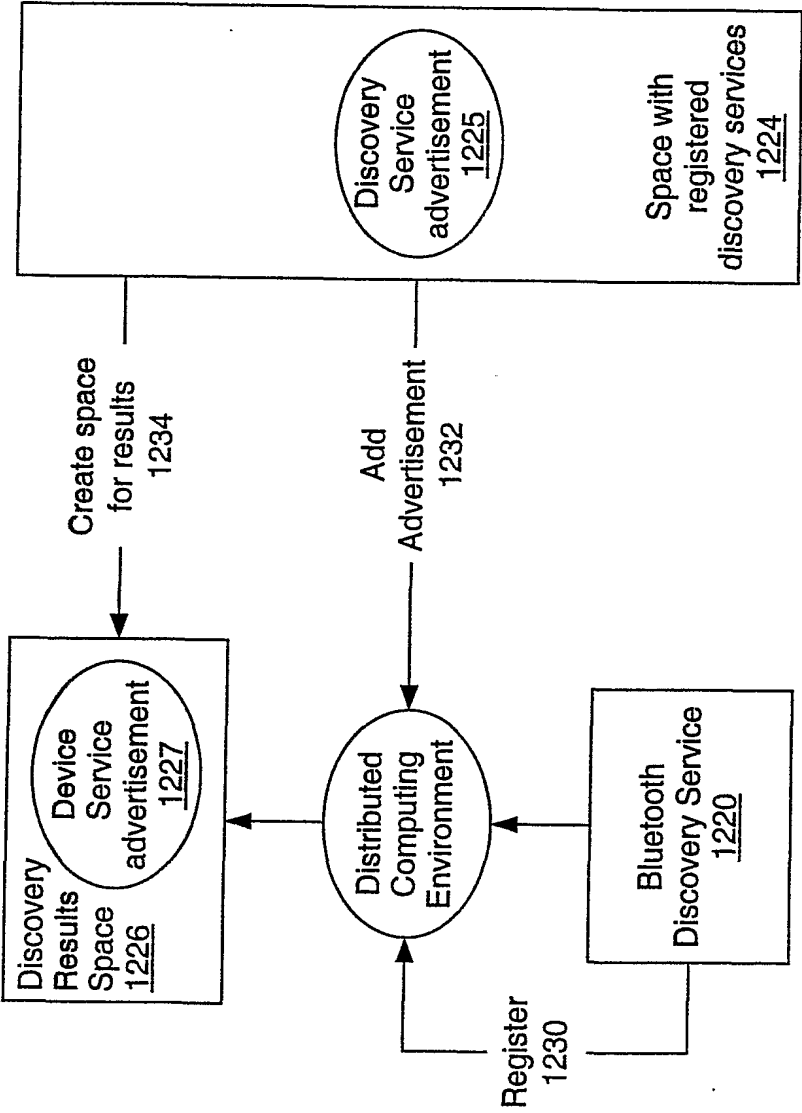 Discovery
Results
Space
1226
Device
Service
advertisement
1227
Create space
for results
1234
Discovery
Service
advertisement
1225
Space with
registered
discovery services
1224
Add
Advertisement
1232
Distributed
Computing
Environment
Register
1230
Bluetooth
Discovery Service
1220